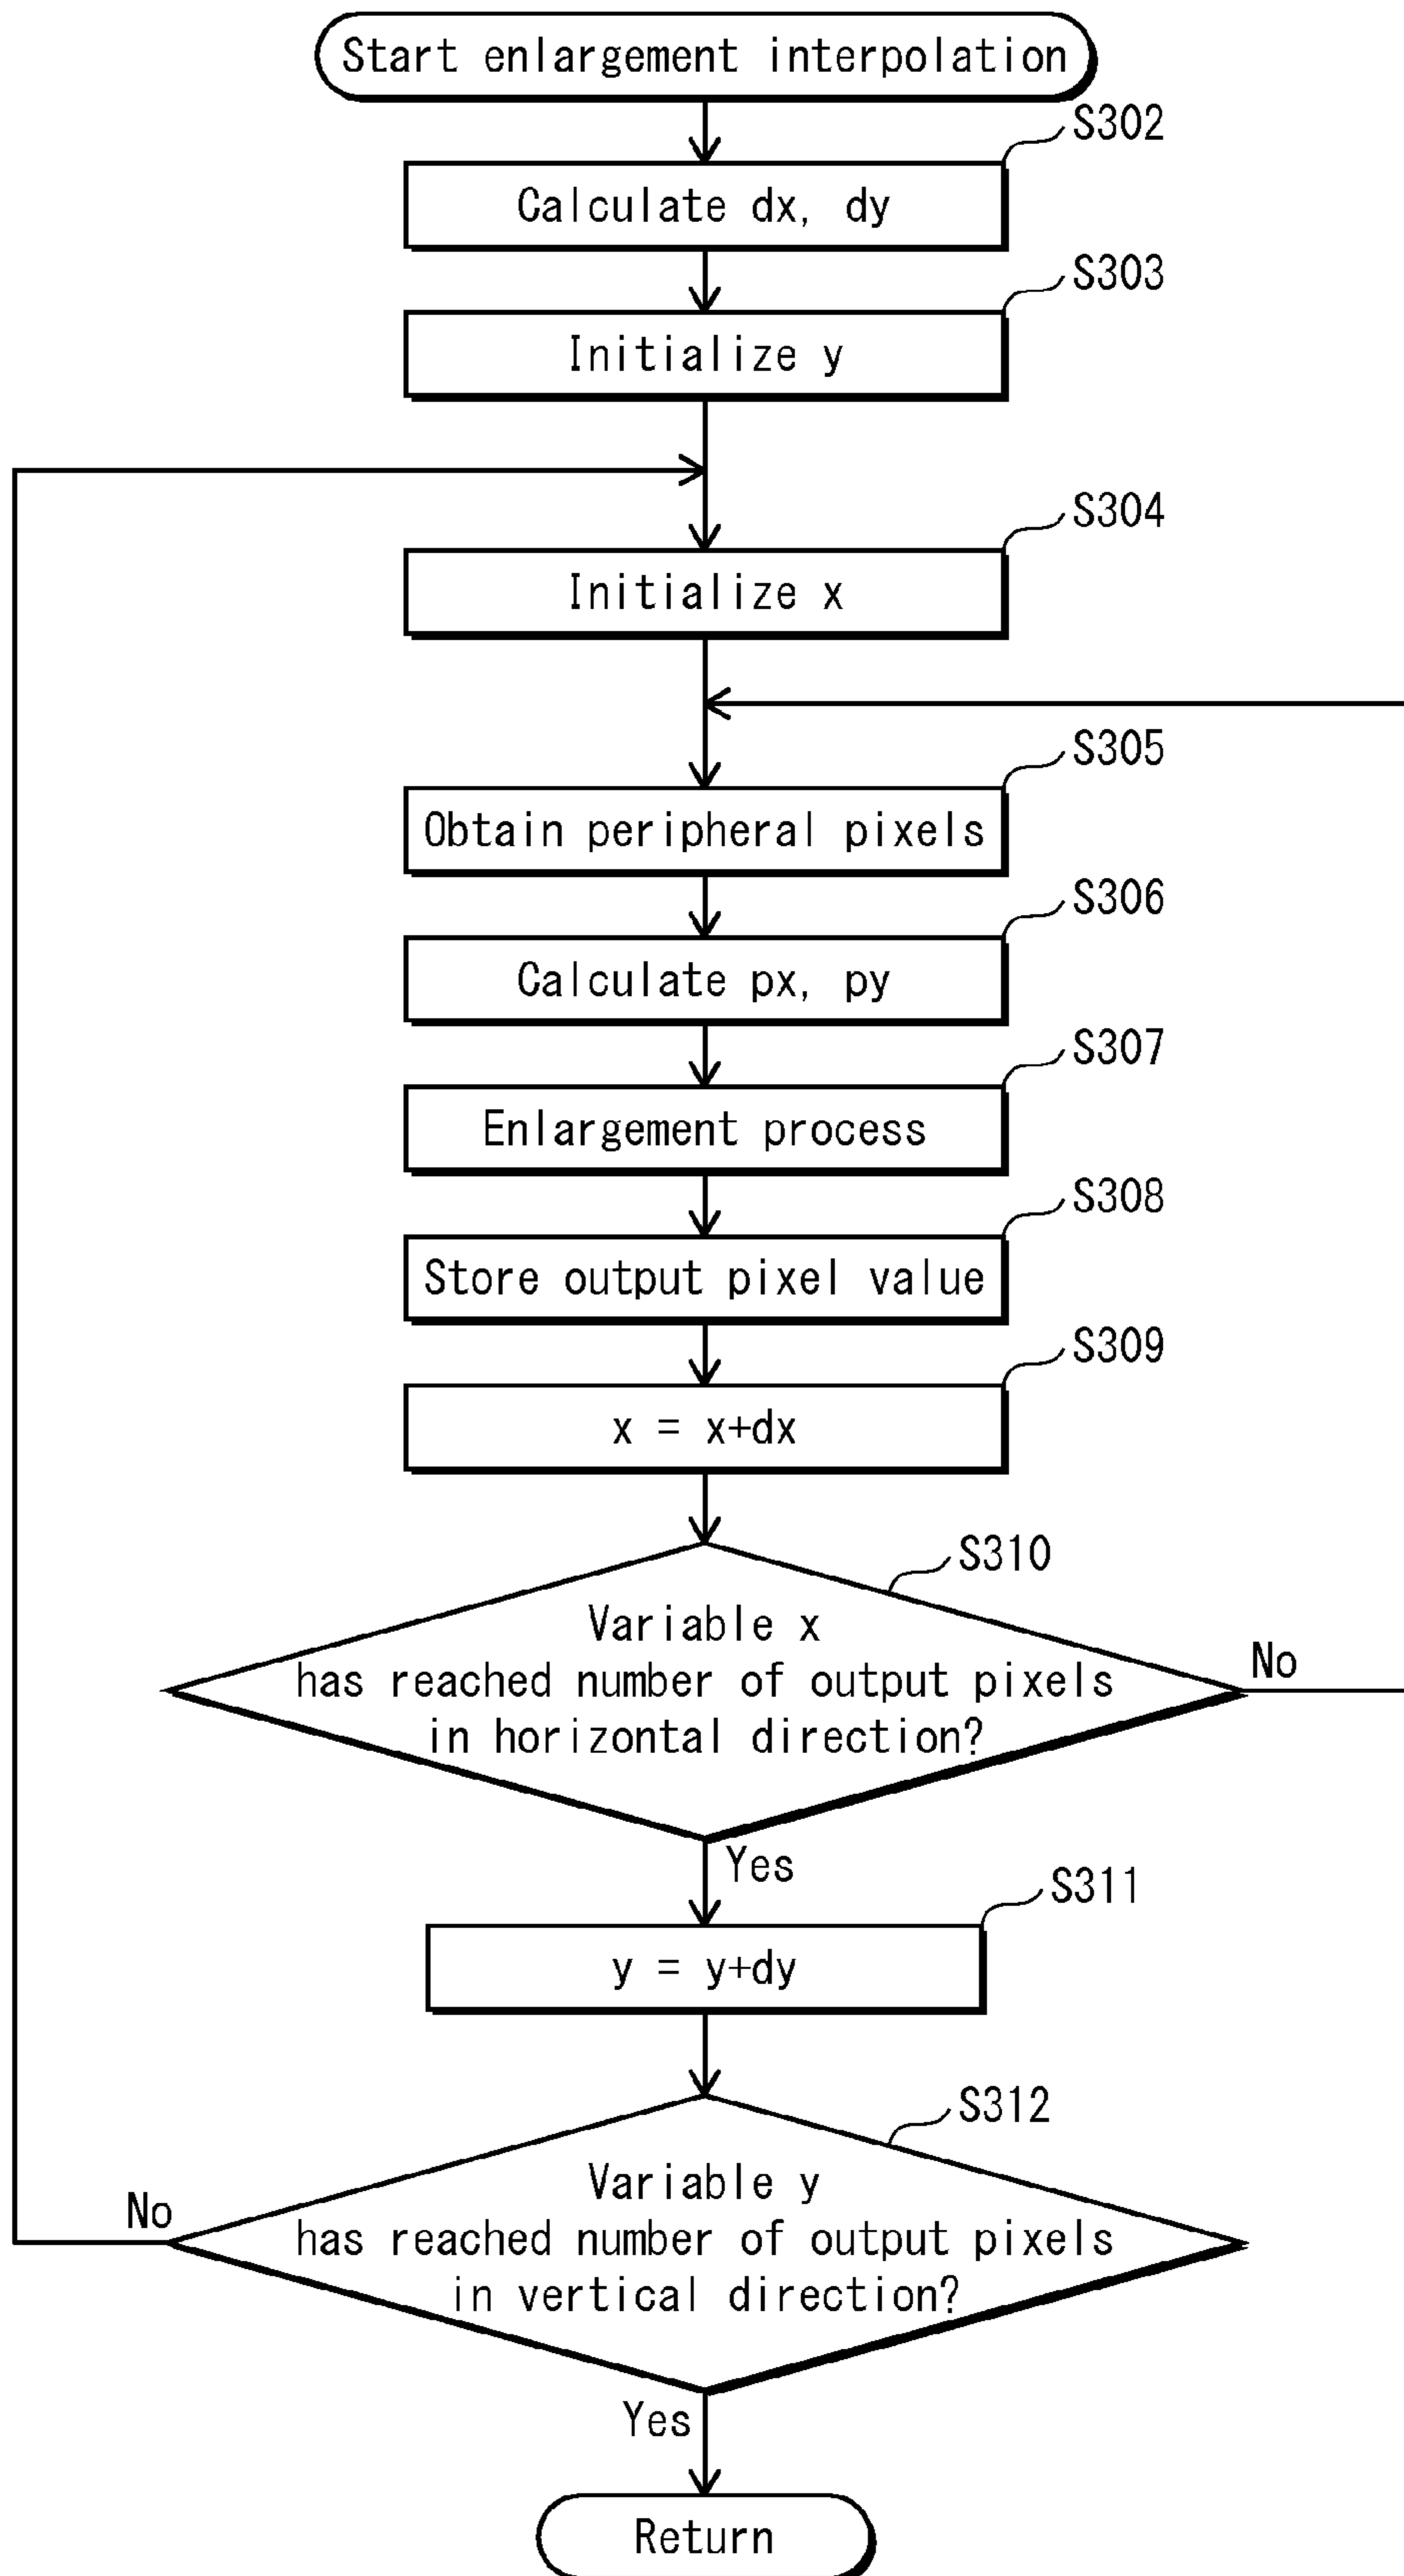 Start enlargement interpolation
S302
Calculate dx, dy
S303
Initialize y
S304
Initialize x
S305
Obtain peripheral pixels
S306
Calculate px, py
S307
Enlargement process
S308
Store output pixel value
S309
x = x+dx
S310
Variable x
has reached number of output pixels
in horizontal direction?
No
Yes
S311
y = y+dy
S312
Variable y
has reached number of output pixels
in vertical direction?
No
Yes
Return